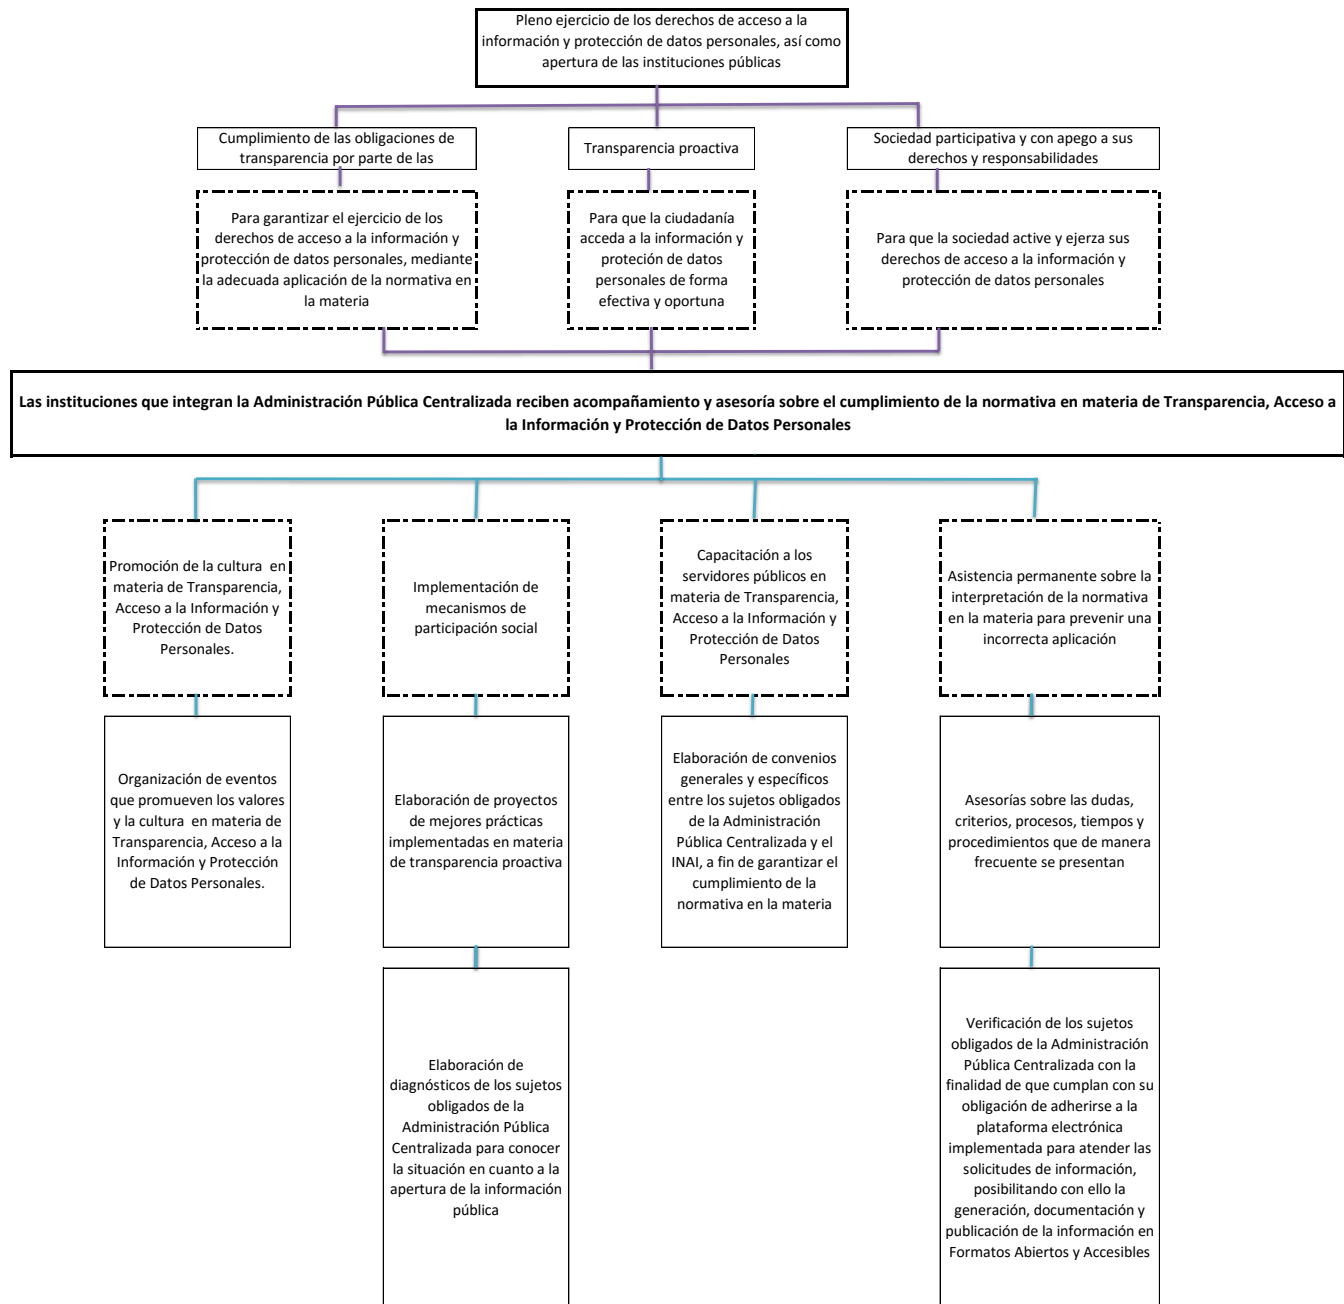 Pleno ejercicio de los derechos de acceso a la
información y protección de datos personales, así como
apertura de las instituciones públicas
Cumplimiento de las obligaciones de
transparencia por parte de las
Transparencia proactiva
Sociedad participativa y con apego a sus
derechos y responsabilidades
Para garantizar el ejercicio de los
derechos de acceso a la información y
protección de datos personales, mediante
la adecuada aplicación de la normativa en
la materia
Para que la ciudadanía
acceda a la información y
proteción de datos
personales de forma
efectiva y oportuna
Para que la sociedad active y ejerza sus
derechos de acceso a la información y
protección de datos personales
Las instituciones que integran la Administración Pública Centralizada reciben acompañamiento y asesoría sobre el cumplimiento de la normativa en materia de Transparencia, Acceso a
la Información y Protección de Datos Personales
Promoción de la cultura  en
materia de Transparencia,
Acceso a la Información y
Protección de Datos
Personales.
Implementación de
mecanismos de
participación social
Capacitación a los
servidores públicos en
materia de Transparencia,
Acceso a la Información y
Protección de Datos
Personales
Asistencia permanente sobre la
interpretación de la normativa
en la materia para prevenir una
incorrecta aplicación
Organización de eventos
que promueven los valores
y la cultura  en materia de
Transparencia, Acceso a la
Información y Protección
de Datos Personales.
Elaboración de proyectos
de mejores prácticas
implementadas en materia
de transparencia proactiva
Elaboración de convenios
generales y específicos
entre los sujetos obligados
de la Administración
Pública Centralizada y el
INAI, a fin de garantizar el
cumplimiento de la
normativa en la materia
Asesorías sobre las dudas,
criterios, procesos, tiempos y
procedimientos que de manera
frecuente se presentan
Elaboración de
diagnósticos de los sujetos
obligados de la
Administración Pública
Centralizada para conocer
la situación en cuanto a la
apertura de la información
pública
Verificación de los sujetos
obligados de la Administración
Pública Centralizada con la
finalidad de que cumplan con su
obligación de adherirse a la
plataforma electrónica
implementada para atender las
solicitudes de información,
posibilitando con ello la
generación, documentación y
publicación de la información en
Formatos Abiertos y Accesibles